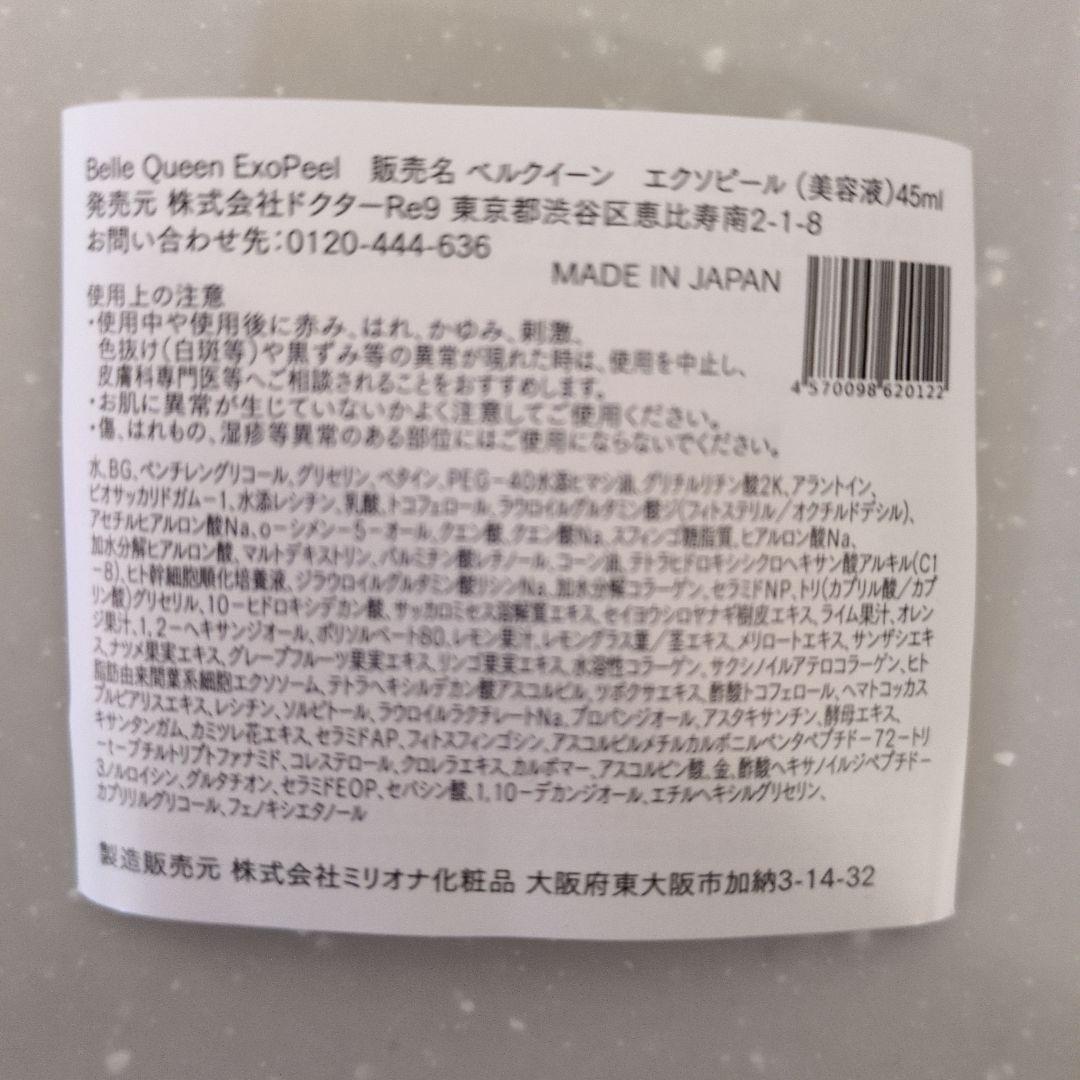 Belle Queen ExoPeel 販売名 ベルクイーン エクソピール (美容液)45ml
発売元 株式会社ドクターRe9 東京都渋谷区恵比寿南2-1-8
お問い合わせ先:0120-444-636
MADE IN JAPAN
使用上の注意
・使用中や使用後に赤み、はれ、かゆみ、刺激、
色抜け(白斑等)や黒ずみ等の異常が現れた時は、使用を中止し、
皮膚科専門医等へご相談されることをおすすめします。
4 570098 620122
・お肌に異常が生じていないかよく注意してご使用ください。
・傷、はれもの、湿疹等異常のある部位にはご使用にならないでください。
水、BG、ペンチレングリコール、グリセリン、ベタイン、PEG-40水添ヒマシ油、グリチルリチン酸2K、アラントイン、
ビオサッカリドガム-1、水添レシチン、乳酸、トコフェロール、ラウロイルグルタミン酸ジ(フィトステリル/オクチルドデシル)、
アセチルヒアルロン酸Na、o-シメン-5-オール、クエン酸、クエン酸Na、スフィンゴ糖脂質、ヒアルロン酸Na、
加水分解ヒアルロン酸、マルトデキストリン、パルミチン酸レチノール、コーン油、テトラヒドロキシシクロヘキサン酸アルキル(C1
-8)、ヒト幹細胞順化培養液、ジラウロイルグルタミン酸リシンNa、加水分解コラーゲン、セラミドNP、トリ(カプリル酸/カプ
リン酸)グリセリル、10-ヒドロキシデカン酸、サッカロミセス溶解質エキス、セイヨウシロヤナギ樹皮エキス、ライム果汁、オレン
ジ果汁、1,2-ヘキサンジオール、ポリソルベート80、レモン果汁、レモングラス葉/茎エキス、メリロートエキス、サンザシエキ
ス、ナツメ果実エキス、グレープフルーツ果実エキス、リンゴ果実エキス、水溶性コラーゲン、サクシノイルアテロコラーゲン、ヒト
脂肪由来間葉系細胞エクソソーム、テトラヘキシルデカン酸アスコルビル、ツボクサエキス、酢酸トコフェロール、ヘマトコッカス
プルビアリスエキス、レシチン、ソルビトール、ラウロイルラクチレートNa、プロパンジオール、アスタキサンチン、酵母エキス、
キサンタンガム、カミツレ花エキス、セラミドAP、フィトスフィンゴシン、アスコルビルメチルカルボニルペンタペプチド-72-トリ
-t-ブチルトリプトファナミド、コレステロール、クロレラエキス、カルボマー、アスコルビン酸、金、酢酸ヘキサノイルジペプチド-
3ノルロイシン、グルタチオン、セラミドEOP、セバシン酸、1,10-デカンジオール、エチルヘキシルグリセリン、
カプリリルグリコール、フェノキシエタノール
製造販売元 株式会社ミリオナ化粧品 大阪府東大阪市加納3-14-32